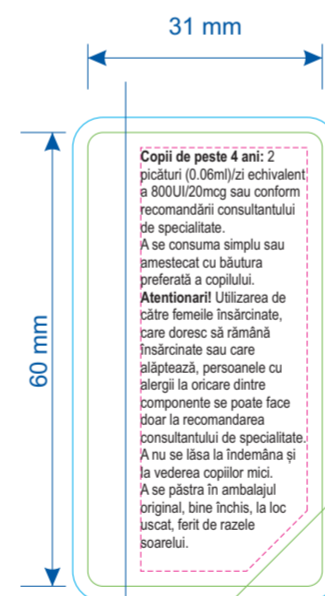 31 mm
60 mm
Copii de peste 4 ani: 2
picături (0.06ml)/zi echivalent
a 800UI/20mcg sau conform
recomandării consultantului
de specialitate.
A se consuma simplu sau
amestecat cu băutura
preferată a copilului.
Atentionari! Utilizarea de
către femeile însărcinate,
care doresc să rămână
însărcinate sau care
alăptează, persoanele cu
alergii la oricare dintre
componente se poate face
doar la recomandarea
consultantului de specialitate.
A nu se lăsa la îndemâna și
la vederea copiilor mici.
A se păstra în ambalajul
original, bine închis, la loc
uscat, ferit de razele
soarelui.